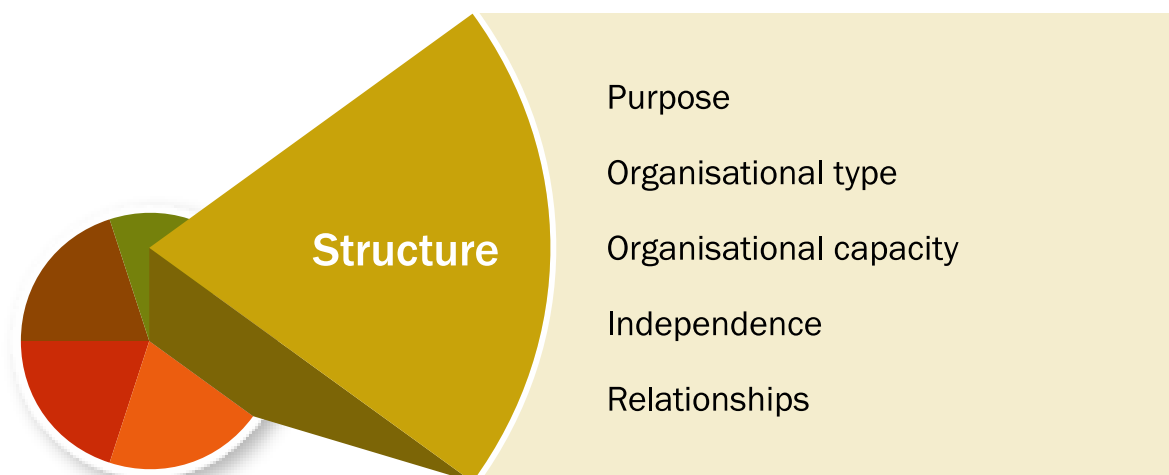 Structure
Purpose
Organisational type
Organisational capacity
Independence
Relationships